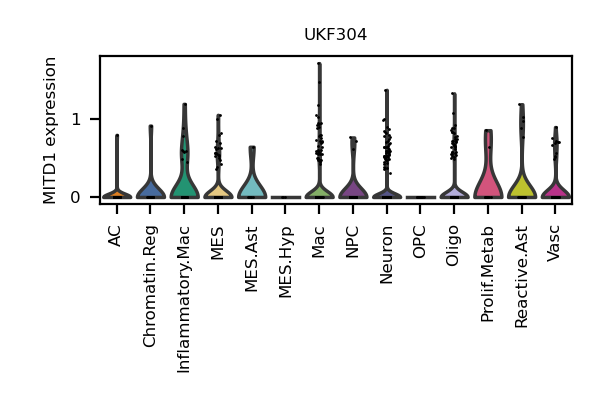 UKF304
MITD1 expression
1
0
AC
Chromatin.Reg
Inflammatory.Mac
MES
MES.Ast
MES.Hyp
Mac
NPC
Neuron
OPC
Oligo
Prolif.Metab
Reactive.Ast
Vasc